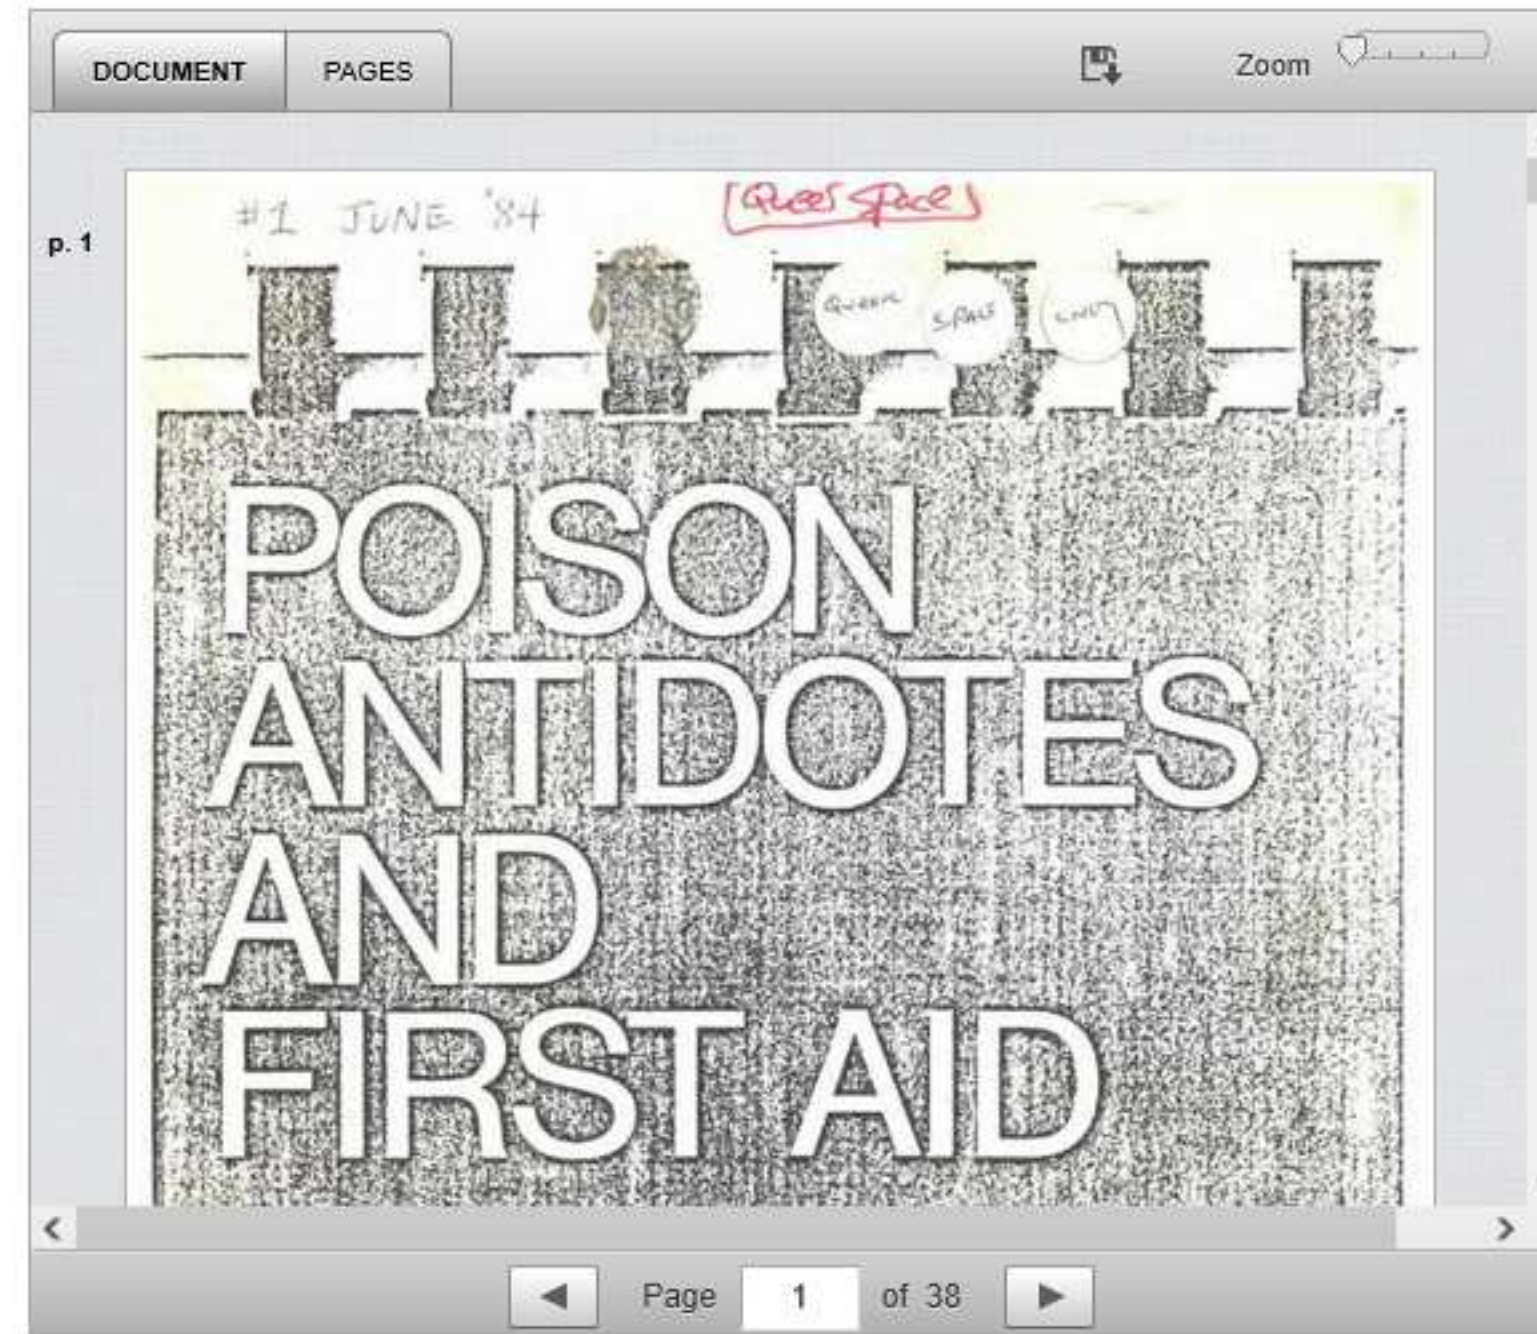 DOCUMENT PAGES Zoom
p. 1
#1 JUNE '84 [Queer Space]
SPACE
POISON
ANTIDOTES
AND
FIRST AID
Page 1 of 38